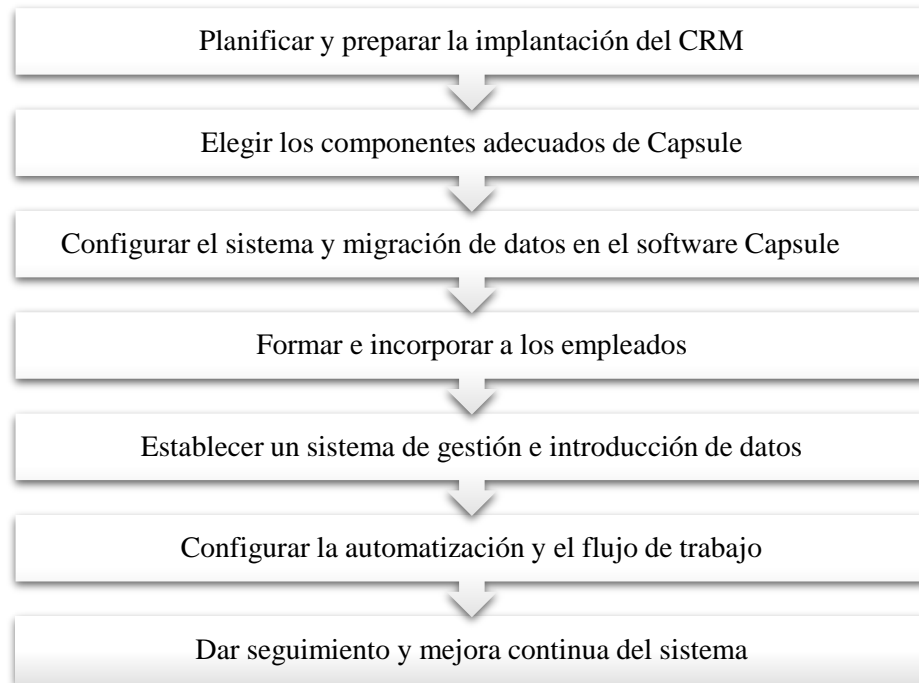 Planificar y preparar la implantación del CRM
Elegir los componentes adecuados de Capsule
Configurar el sistema y migración de datos en el software Capsule
Formar e incorporar a los empleados
Establecer un sistema de gestión e introducción de datos
Configurar la automatización y el flujo de trabajo
Dar seguimiento y mejora continua del sistema